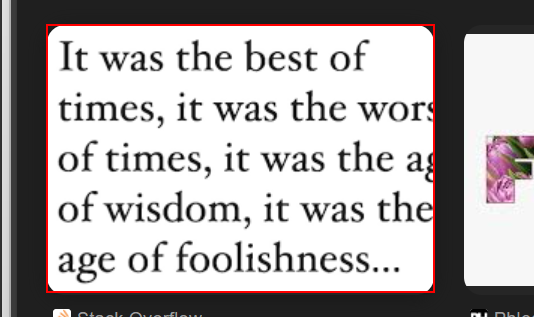 It was the best of
times, it was the wors
of times, it was the ag
of wisdom, it was the
age of foolishness...
Stack Overflow